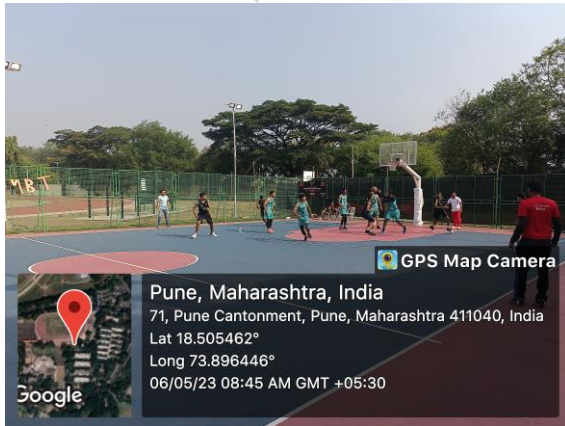 MBT
GPS Map Camera
Pune, Maharashtra, India
71, Pune Cantonment, Pune, Maharashtra 411040, India
Lat 18.505462°
Long 73.896446°
06/05/23 08:45 AM GMT +05:30
Google